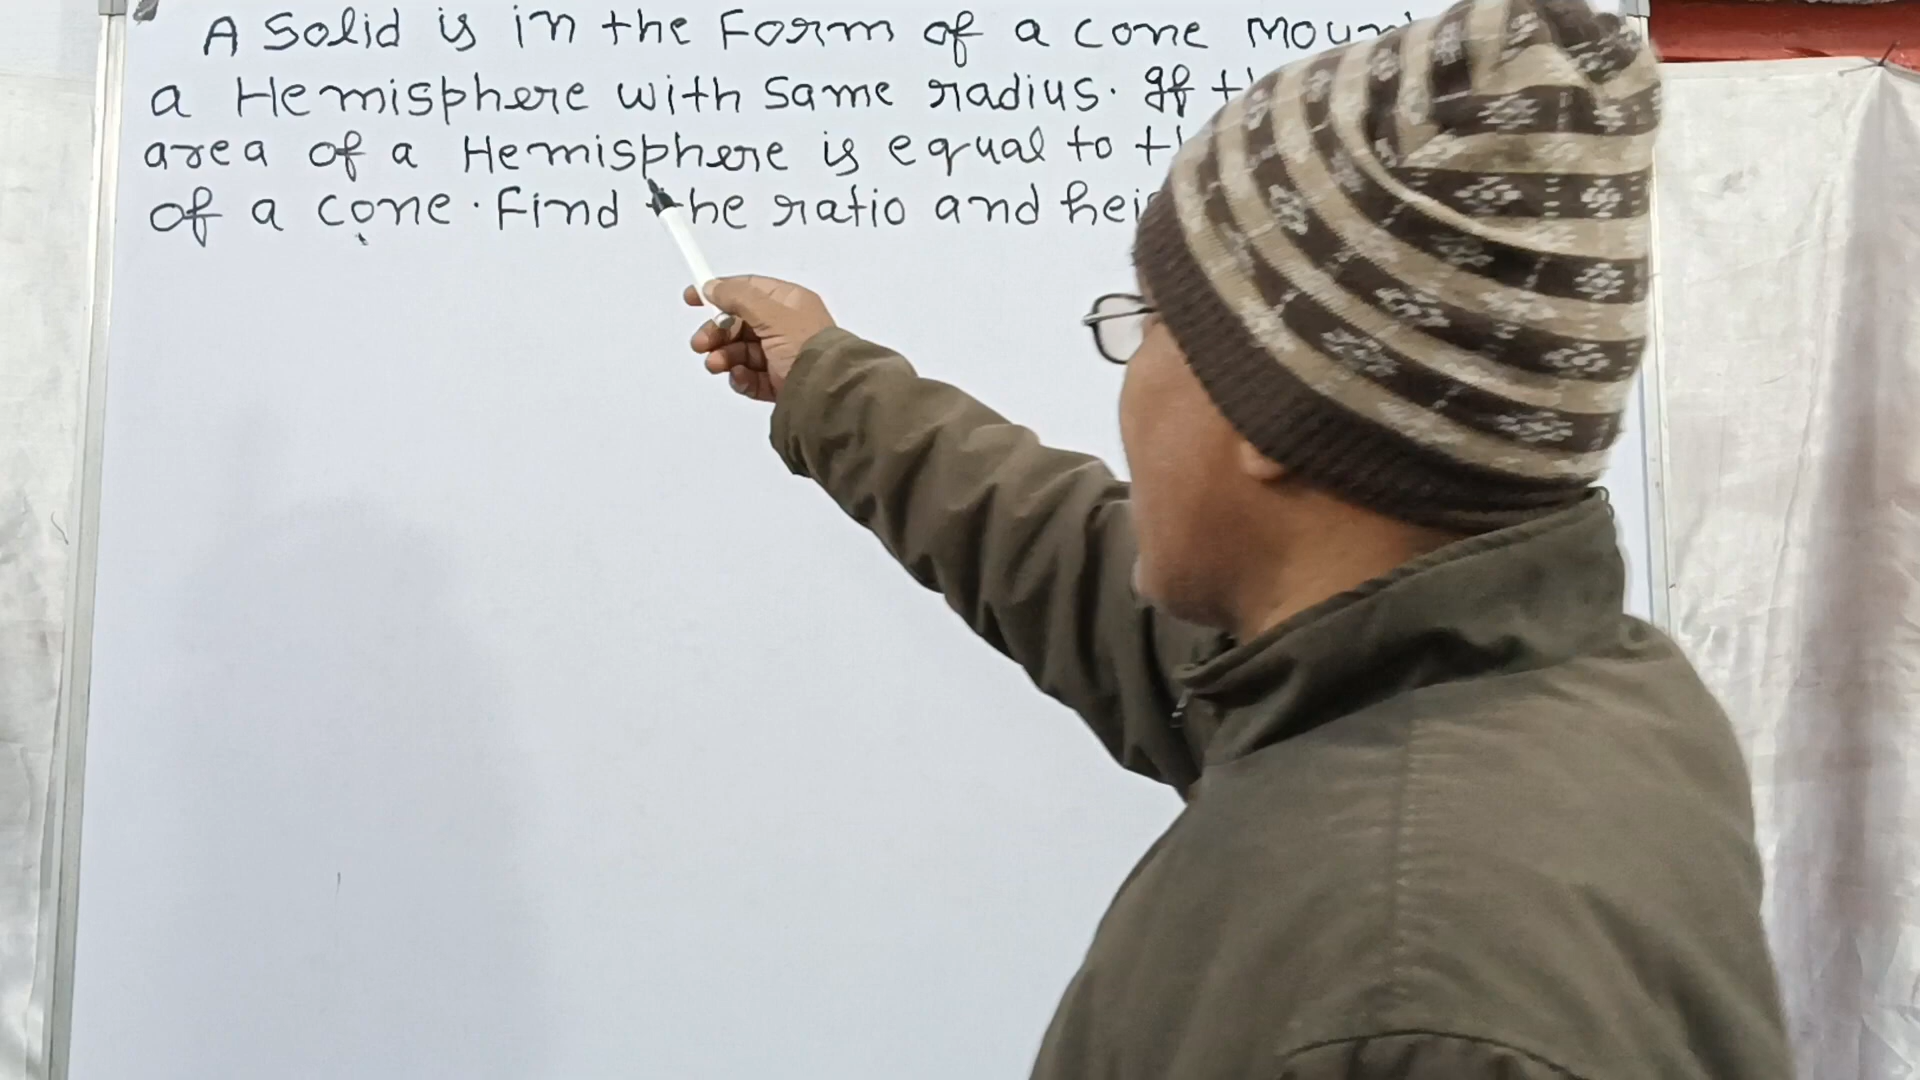 A Solid is in the Form of a cone
a Hemisphere with same radius. If
area of a Hemisphere is equal to
of a cone. Find the ratio and